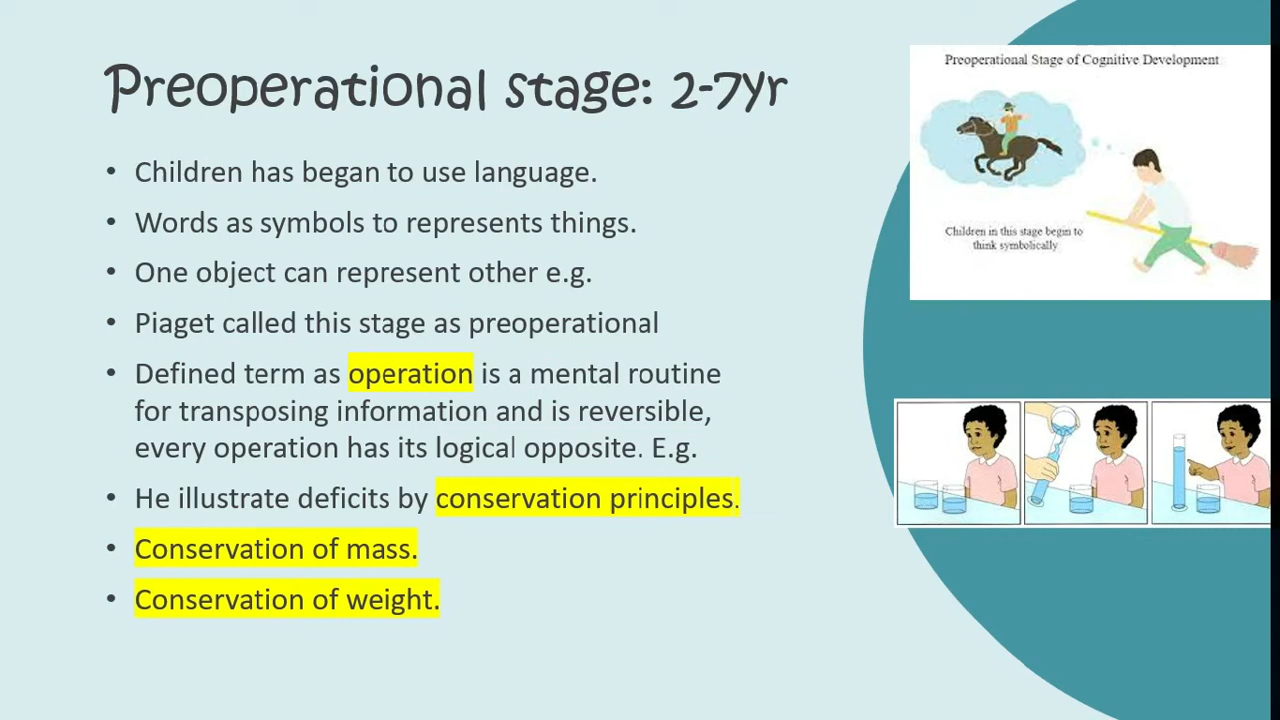 Preoperational stage: 2-7yr
• Children has began to use language.
• Words as symbols to represents things.
• One object can represent other e.g.
• Piaget called this stage as preoperational
• Defined term as operation is a mental routine
for transposing information and is reversible,
every operation has its logical opposite. E.g.
• He illustrate deficits by conservation principles.
• Conservation of mass.
• Conservation of weight.
Preoperational Stage of Cognitive Development
Children in this stage begin to
think symbolically